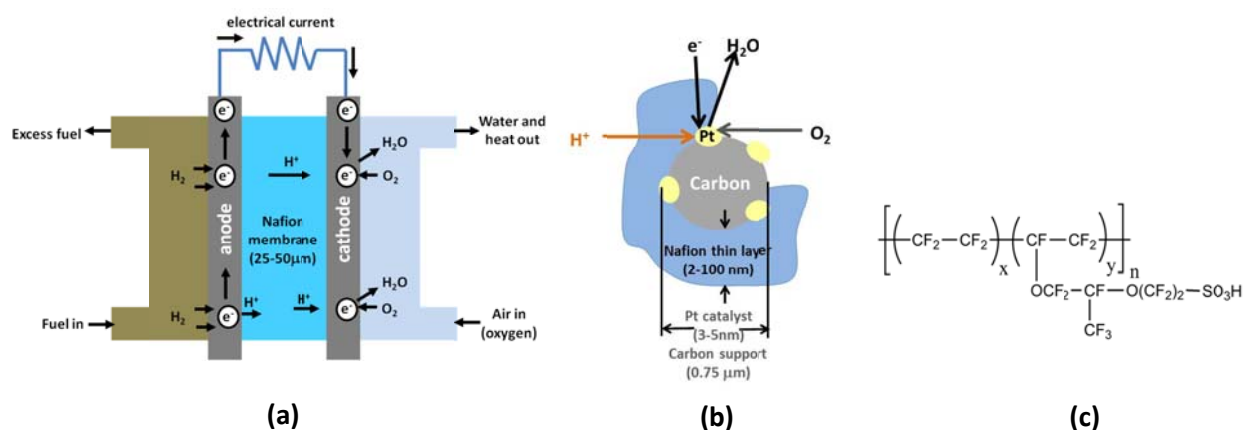 electrical current
e⁻
e⁻
Excess fuel
Water and
heat out
H₂
e⁻
H⁺
e⁻
H₂O
O₂
anode
Nafion
membrane
(25-50μm)
cathode
H₂
e⁻
H⁺
H⁺
e⁻
H₂O
O₂
Fuel in
Air in
(oxygen)
(a)
e⁻
H₂O
H⁺
Pt
O₂
Carbon
Nafion thin layer
(2-100 nm)
Pt catalyst
(3-5nm)
Carbon support
(0.75 μm)
(b)
[(CF₂—CF₂)x(CF—CF₂)y]n
OCF₂—CF—O(CF₂)₂—SO₃H
CF₃
(c)